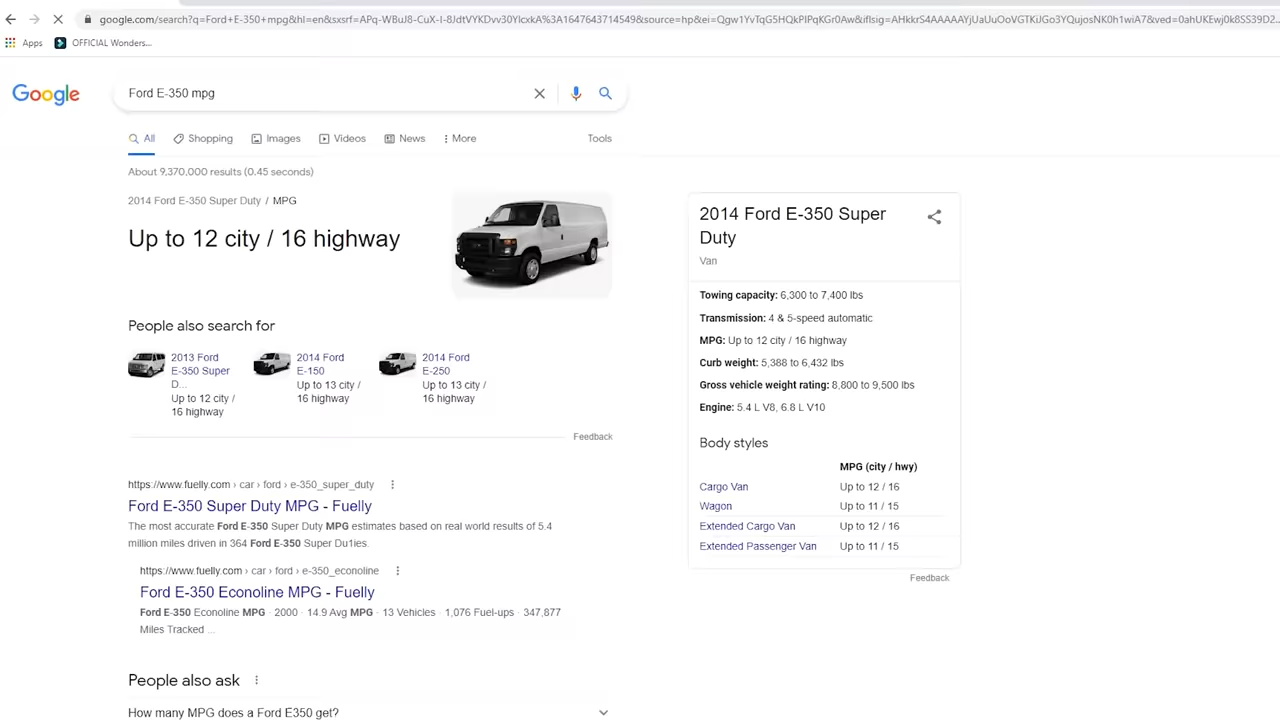 google.com/search?q=Ford+E-350+mpg&hl=en&sxsrf=APq-WBuJ8-CuX-I-8JdtVYKDvv30YIcxkA%3A1647643714549&source=hp&ei=Qgw1YvTqG5HQkPIPqKGr0Aw&iflsig=AHkkrS4AAAAAYjUaUuOoVGTKiJGo3YQujosNK0h1wiA7&ved=0ahUKEwj0k8SS39D2...
Apps OFFICIAL Wonders...
Google
Ford E-350 mpg
All Shopping Images Videos News More Tools
About 9,370,000 results (0.45 seconds)
2014 Ford E-350 Super Duty / MPG
Up to 12 city / 16 highway
People also search for
2013 Ford
E-350 Super
D...
Up to 12 city /
16 highway
2014 Ford
E-150
Up to 13 city /
16 highway
2014 Ford
E-250
Up to 13 city /
16 highway
Feedback
https://www.fuelly.com › car › ford › e-350_super_duty
Ford E-350 Super Duty MPG - Fuelly
The most accurate Ford E-350 Super Duty MPG estimates based on real world results of 5.4
million miles driven in 364 Ford E-350 Super Du1ies.
https://www.fuelly.com › car › ford › e-350_econoline
Ford E-350 Econoline MPG - Fuelly
Ford E-350 Econoline MPG · 2000 · 14.9 Avg MPG · 13 Vehicles · 1,076 Fuel-ups · 347,877
Miles Tracked ...
People also ask
How many MPG does a Ford E350 get?
2014 Ford E-350 Super
Duty
Van
Towing capacity: 6,300 to 7,400 lbs
Transmission: 4 & 5-speed automatic
MPG: Up to 12 city / 16 highway
Curb weight: 5,388 to 6,432 lbs
Gross vehicle weight rating: 8,800 to 9,500 lbs
Engine: 5.4 L V8, 6.8 L V10
Body styles
MPG (city / hwy)
Cargo Van Up to 12 / 16
Wagon Up to 11 / 15
Extended Cargo Van Up to 12 / 16
Extended Passenger Van Up to 11 / 15
Feedback